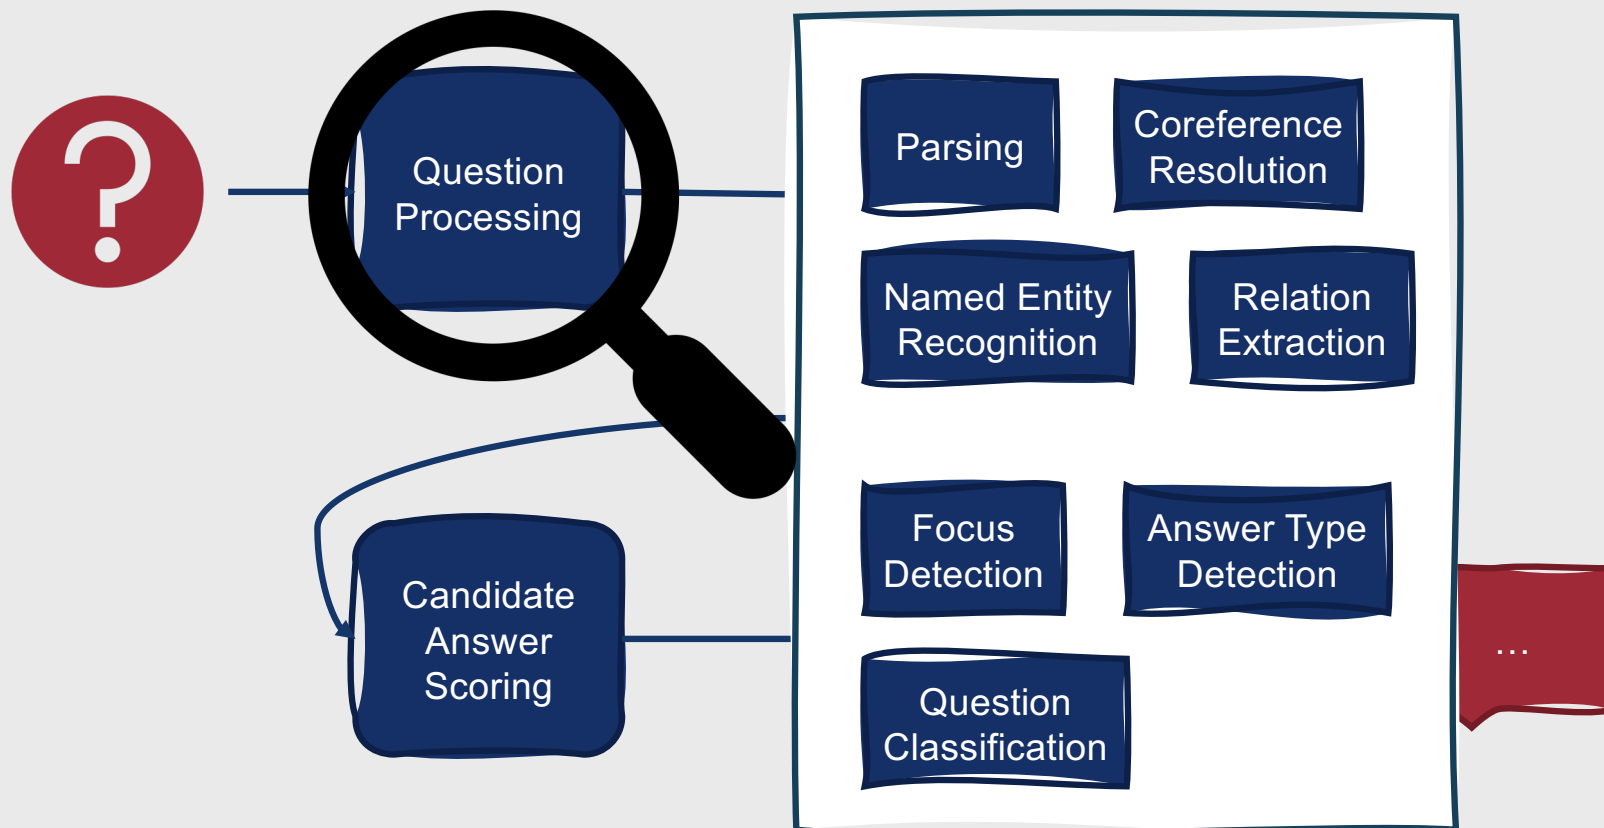 ?
Question
Processing
Parsing
Coreference
Resolution
Named Entity
Recognition
Relation
Extraction
Focus
Detection
Answer Type
Detection
Question
Classification
Candidate
Answer
Scoring
...